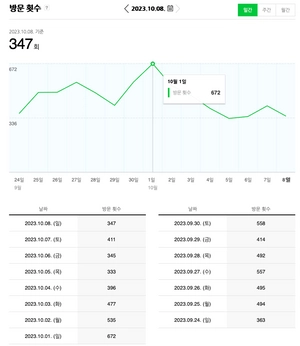 방문 횟수 ?
2023.10.08.
일간 주간 월간
2023.10.08. 기준
347회
672
336
10월 1일
방문 횟수 672
24일 25일 26일 27일 28일 29일 30일 1일 2일 3일 4일 5일 6일 7일 8일
9월 10월
날짜 방문 횟수
2023.10.08. (일) 347
2023.10.07. (토) 411
2023.10.06. (금) 345
2023.10.05. (목) 333
2023.10.04. (수) 396
2023.10.03. (화) 477
2023.10.02. (월) 535
2023.10.01. (일) 672
날짜 방문 횟수
2023.09.30. (토) 558
2023.09.29. (금) 414
2023.09.28. (목) 492
2023.09.27. (수) 557
2023.09.26. (화) 495
2023.09.25. (월) 494
2023.09.24. (일) 363